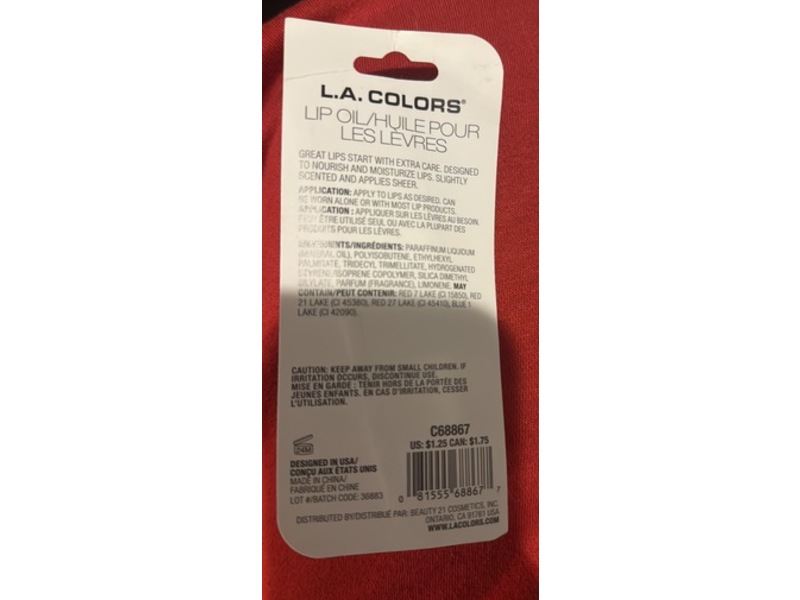 L.A. COLORS®
LIP OIL/HUILE POUR
LES LÈVRES
GREAT LIPS START WITH EXTRA CARE. DESIGNED
TO NOURISH AND MOISTURIZE LIPS. SLIGHTLY
SCENTED AND APPLIES SHEER.
APPLICATION: APPLY TO LIPS AS DESIRED. CAN
BE WORN ALONE OR WITH MOST LIP PRODUCTS.
APPLICATION : APPLIQUER SUR LES LÈVRES AU BESOIN.
PEUT ÊTRE UTILISÉ SEUL OU AVEC LA PLUPART DES
PRODUITS POUR LES LÈVRES.
INGREDIENTS/INGRÉDIENTS: PARAFFINUM LIQUIDUM
(MINERAL OIL), POLYISOBUTENE, ETHYLHEXYL
PALMITATE, TRIDECYL TRIMELLITATE, HYDROGENATED
STYRENE/ISOPRENE COPOLYMER, SILICA DIMETHYL
SILYLATE, PARFUM (FRAGRANCE), LIMONENE. MAY
CONTAIN/PEUT CONTENIR: RED 7 LAKE (CI 15850), RED
21 LAKE (CI 45380), RED 27 LAKE (CI 45410), BLUE 1
LAKE (CI 42090).
CAUTION: KEEP AWAY FROM SMALL CHILDREN. IF
IRRITATION OCCURS, DISCONTINUE USE.
MISE EN GARDE : TENIR HORS DE LA PORTÉE DES
JEUNES ENFANTS. EN CAS D'IRRITATION, CESSER
L'UTILISATION.
24M
C68867
US: $1.25 CAN: $1.75
DESIGNED IN USA/
CONÇU AUX ÉTATS UNIS
MADE IN CHINA/
FABRIQUÉ EN CHINE
LOT #/BATCH CODE: 36883
0 81555 68867 7
DISTRIBUTED BY/DISTRIBUÉ PAR: BEAUTY 21 COSMETICS, INC.
ONTARIO, CA 91761 USA
WWW.LACOLORS.COM